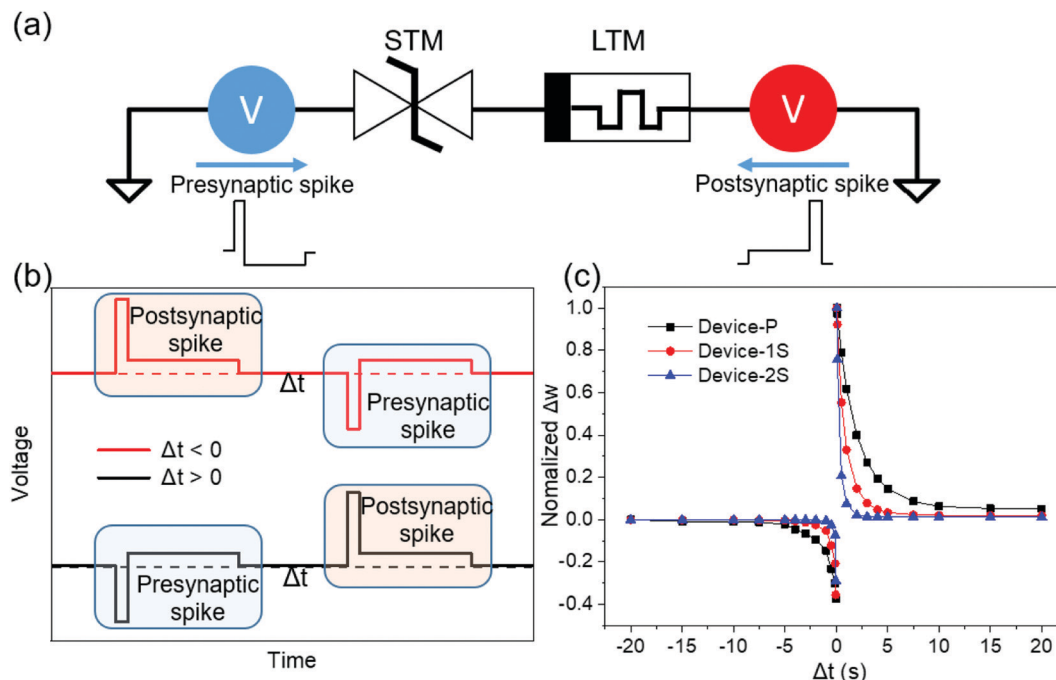 (a)
STM
LTM
V
V
Presynaptic spike
Postsynaptic spike
(b)
Postsynaptic
spike
Δt
Presynaptic
spike
Δt < 0
Δt > 0
Postsynaptic
spike
Presynaptic
spike
Δt
Voltage
Time
(c)
Device-P
Device-1S
Device-2S
1.0
0.8
0.6
0.4
0.2
0.0
-0.2
-0.4
Nomalized Δw
-20
-15
-10
-5
0
5
10
15
20
Δt (s)